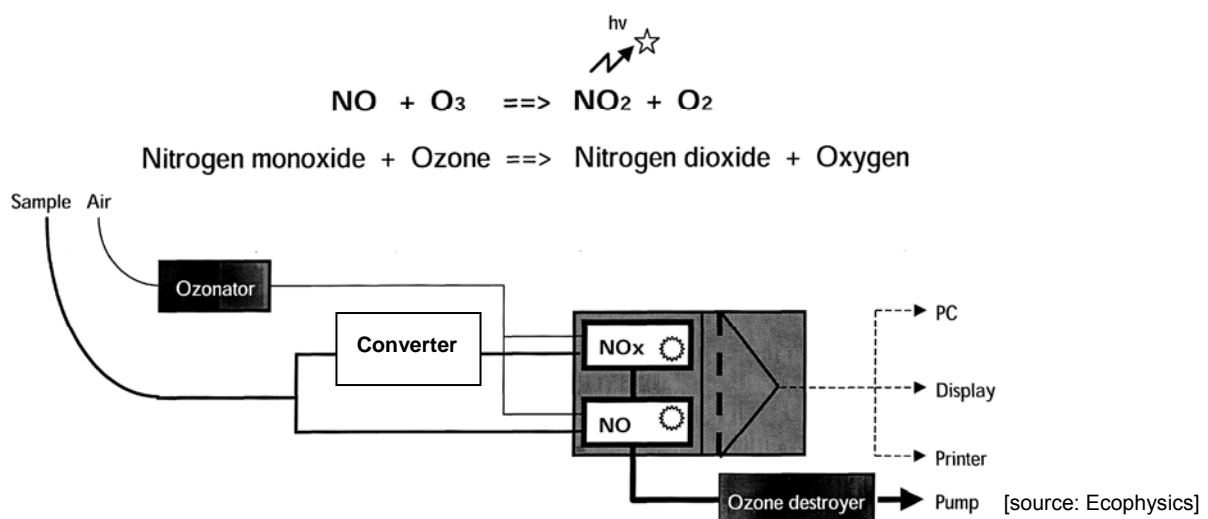 hv
NO + O₃ ==> NO₂ + O₂
Nitrogen monoxide + Ozone ==> Nitrogen dioxide + Oxygen
Sample Air
Ozonator
Converter
NOx
NO
PC
Display
Printer
Ozone destroyer
Pump [source: Ecophysics]